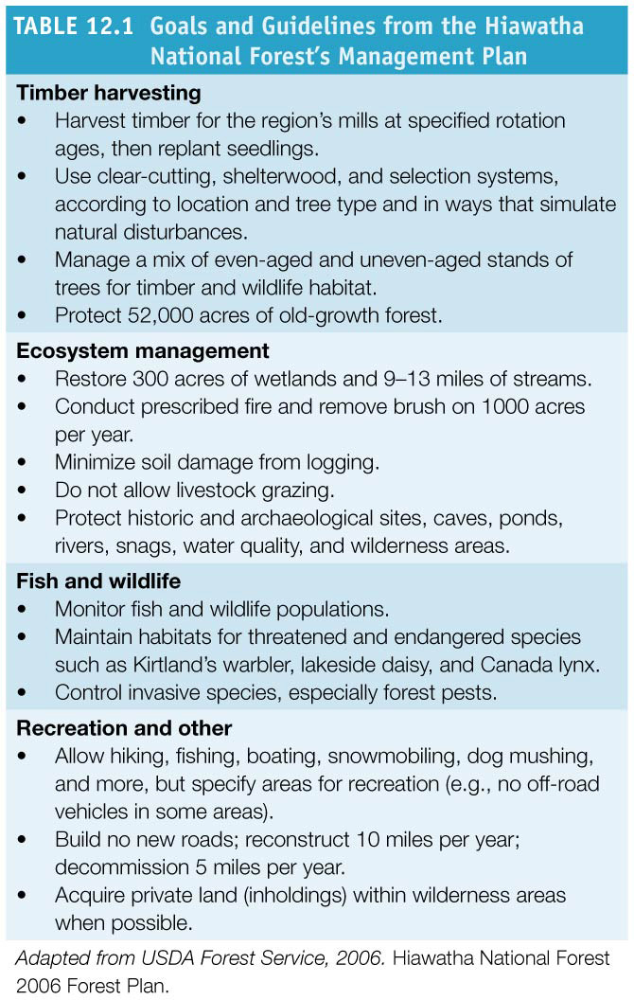 TABLE 12.1 Goals and Guidelines from the Hiawatha
National Forest's Management Plan
Timber harvesting
• Harvest timber for the region's mills at specified rotation
ages, then replant seedlings.
• Use clear-cutting, shelterwood, and selection systems,
according to location and tree type and in ways that simulate
natural disturbances.
• Manage a mix of even-aged and uneven-aged stands of
trees for timber and wildlife habitat.
• Protect 52,000 acres of old-growth forest.
Ecosystem management
• Restore 300 acres of wetlands and 9–13 miles of streams.
• Conduct prescribed fire and remove brush on 1000 acres
per year.
• Minimize soil damage from logging.
• Do not allow livestock grazing.
• Protect historic and archaeological sites, caves, ponds,
rivers, snags, water quality, and wilderness areas.
Fish and wildlife
• Monitor fish and wildlife populations.
• Maintain habitats for threatened and endangered species
such as Kirtland's warbler, lakeside daisy, and Canada lynx.
• Control invasive species, especially forest pests.
Recreation and other
• Allow hiking, fishing, boating, snowmobiling, dog mushing,
and more, but specify areas for recreation (e.g., no off-road
vehicles in some areas).
• Build no new roads; reconstruct 10 miles per year;
decommission 5 miles per year.
• Acquire private land (inholdings) within wilderness areas
when possible.
Adapted from USDA Forest Service, 2006. Hiawatha National Forest
2006 Forest Plan.